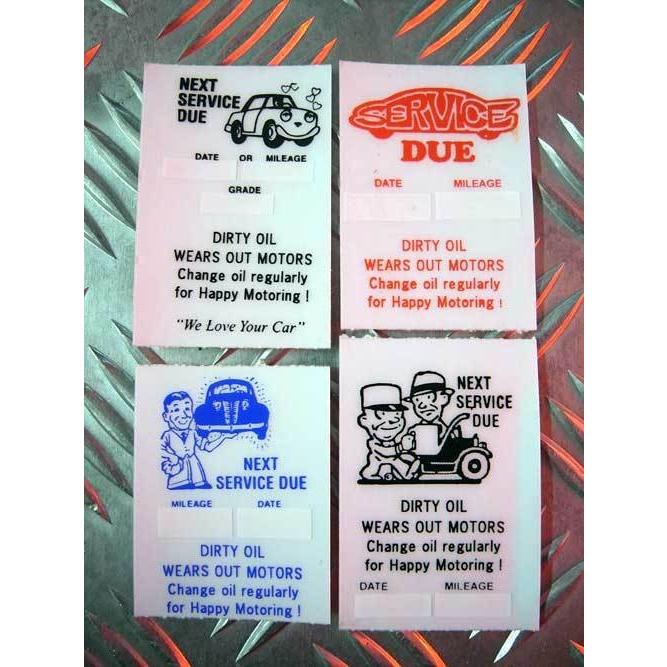 NEXT
SERVICE
DUE
DATE OR MILEAGE
GRADE
DIRTY OIL
WEARS OUT MOTORS
Change oil regularly
for Happy Motoring !
"We Love Your Car"
SERVICE
DUE
DATE MILEAGE
DIRTY OIL
WEARS OUT MOTORS
Change oil regularly
for Happy Motoring !
NEXT
SERVICE DUE
MILEAGE DATE
DIRTY OIL
WEARS OUT MOTORS
Change oil regularly
for Happy Motoring !
NEXT
SERVICE
DUE
DIRTY OIL
WEARS OUT MOTORS
Change oil regularly
for Happy Motoring !
DATE MILEAGE